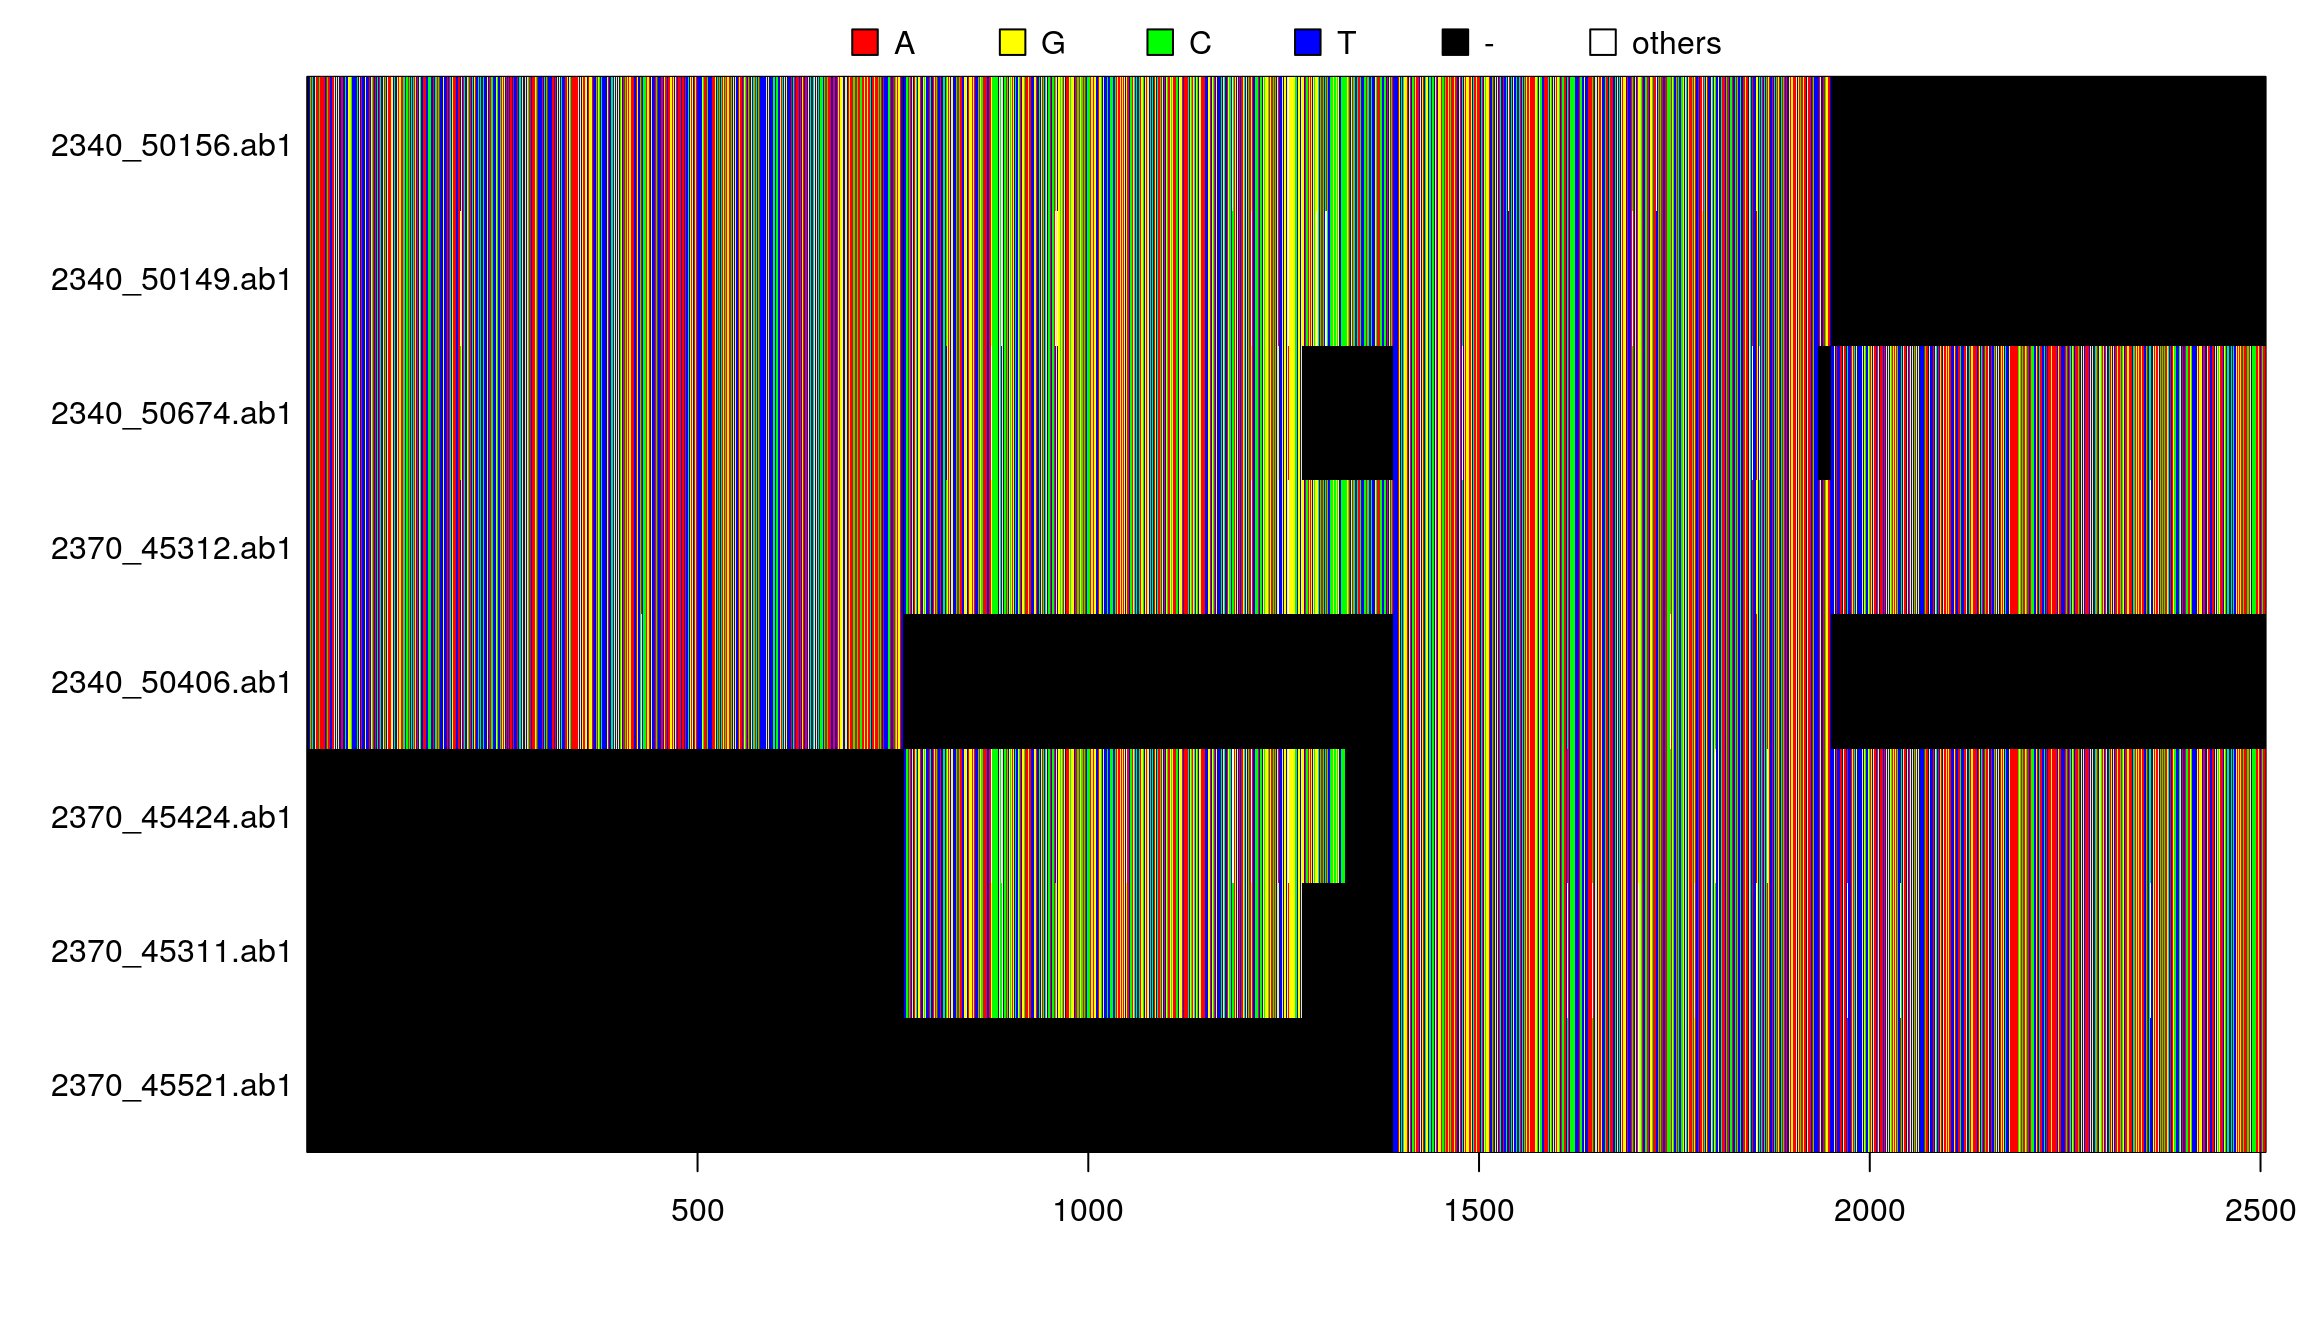 A G C T - others
2340_50156.ab1
2340_50149.ab1
2340_50674.ab1
2370_45312.ab1
2340_50406.ab1
2370_45424.ab1
2370_45311.ab1
2370_45521.ab1
500 1000 1500 2000 2500